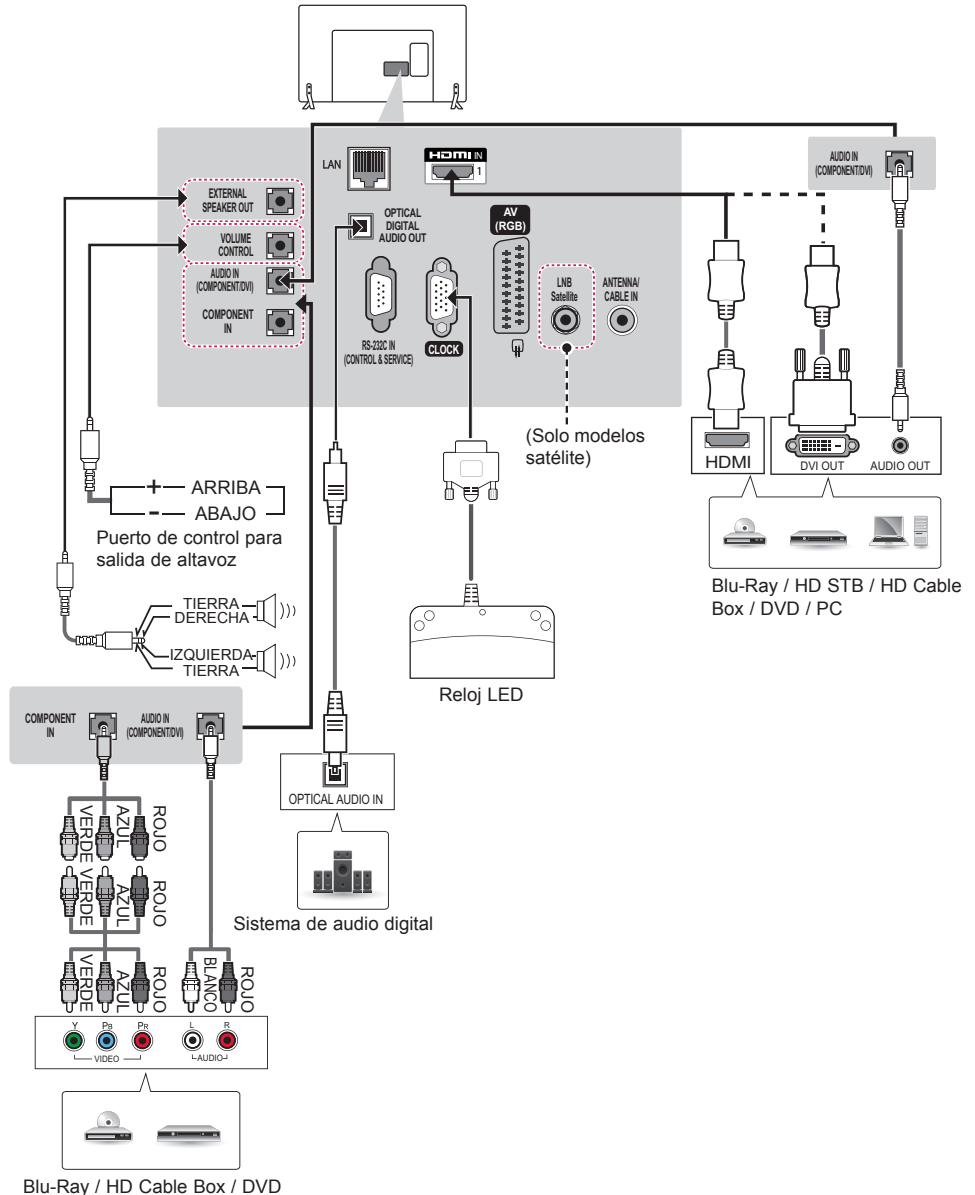 LAN
HDMI IN
1
AUDIO IN
(COMPONENT/DVI)
EXTERNAL
SPEAKER OUT
VOLUME
CONTROL
AUDIO IN
(COMPONENT/DVI)
COMPONENT
IN
OPTICAL
DIGITAL
AUDIO OUT
AV
(RGB)
LNB
Satellite
ANTENNA/
CABLE IN
RS-232C IN
(CONTROL & SERVICE)
CLOCK
(Solo modelos
satélite)
HDMI
DVI OUT
AUDIO OUT
+ ARRIBA
- ABAJO
Puerto de control para
salida de altavoz
Blu-Ray / HD STB / HD Cable
Box / DVD / PC
TIERRA
DERECHA
IZQUIERDA
TIERRA
Reloj LED
COMPONENT
IN
AUDIO IN
(COMPONENT/DVI)
OPTICAL AUDIO IN
Sistema de audio digital
VERDE
AZUL
ROJO
VERDE
AZUL
ROJO
VERDE
AZUL
ROJO
BLANCO
ROJO
Y PB PR
VIDEO
L R
AUDIO
Blu-Ray / HD Cable Box / DVD